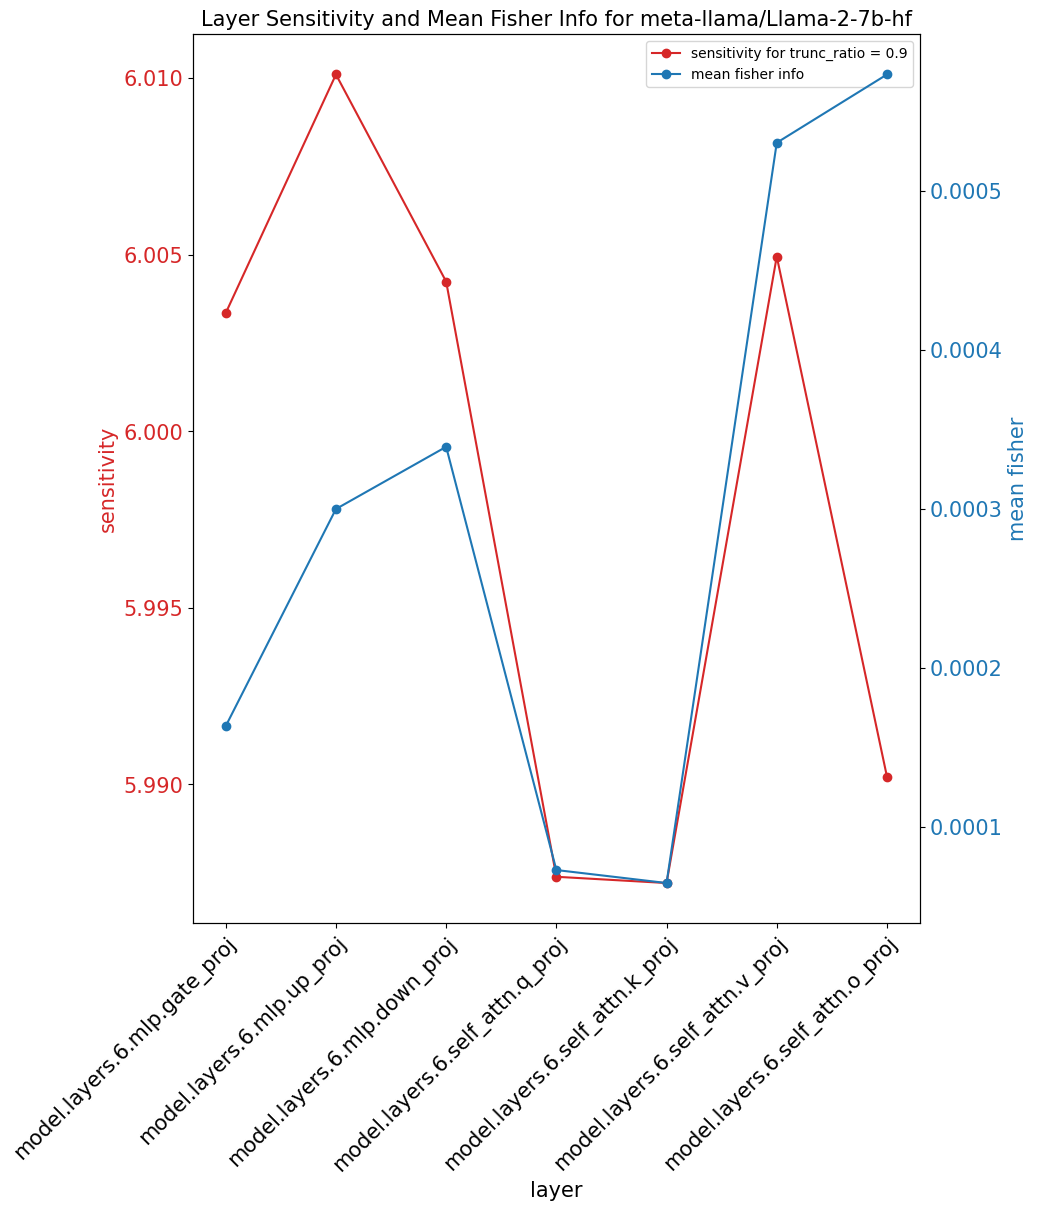 Layer Sensitivity and Mean Fisher Info for meta-llama/Llama-2-7b-hf
sensitivity for trunc_ratio = 0.9
mean fisher info
6.010
6.005
6.000
5.995
5.990
sensitivity
0.0005
0.0004
0.0003
0.0002
0.0001
mean fisher
model.layers.6.mlp.gate_proj
model.layers.6.mlp.up_proj
model.layers.6.mlp.down_proj
model.layers.6.self_attn.q_proj
model.layers.6.self_attn.k_proj
model.layers.6.self_attn.v_proj
model.layers.6.self_attn.o_proj
layer